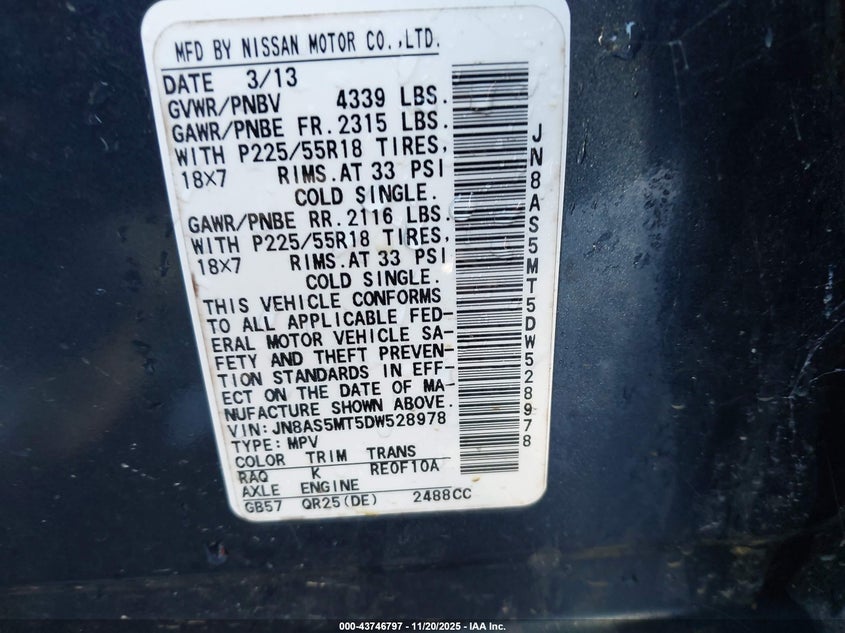 MFD BY NISSAN MOTOR CO.,LTD.
DATE 3/13
GVWR/PNBV 4339 LBS.
GAWR/PNBE FR.2315 LBS.
WITH P225/55R18 TIRES,
18X7 RIMS.AT 33 PSI
COLD SINGLE.
GAWR/PNBE RR.2116 LBS.
WITH P225/55R18 TIRES,
18X7 RIMS.AT 33 PSI
COLD SINGLE.
THIS VEHICLE CONFORMS
TO ALL APPLICABLE FED-
ERAL MOTOR VEHICLE SA-
FETY AND THEFT PREVEN-
TION STANDARDS IN EFF-
ECT ON THE DATE OF MA-
NUFACTURE SHOWN ABOVE.
VIN:JN8AS5MT5DW528978
TYPE:MPV
COLOR TRIM TRANS
RAQ K RE0F10A
AXLE ENGINE
GB57 QR25(DE) 2488CC
JN8AS5MT5DW528978
000-43746797 - 11/20/2025 - IAA Inc.